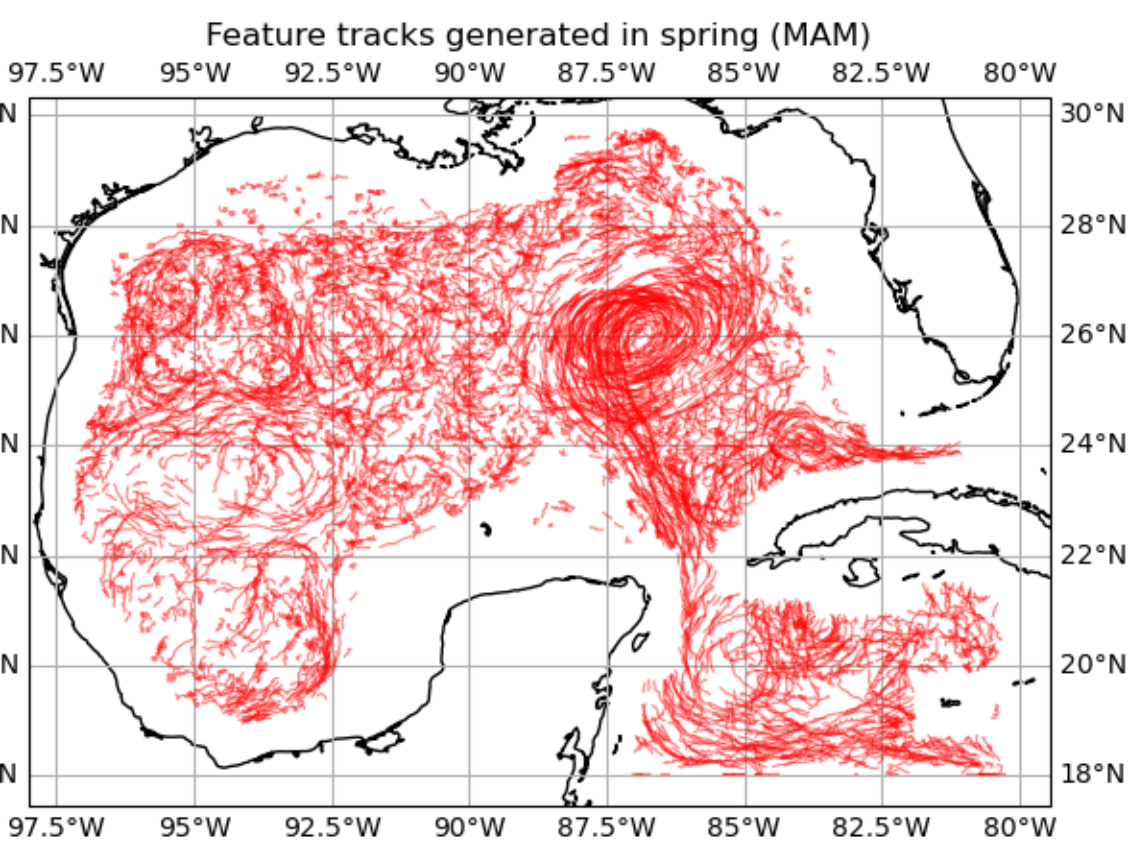 Feature tracks generated in spring (MAM)
97.5°W 95°W 92.5°W 90°W 87.5°W 85°W 82.5°W 80°W
N 30°N
N 28°N
N 26°N
N 24°N
N 22°N
N 20°N
N 18°N
97.5°W 95°W 92.5°W 90°W 87.5°W 85°W 82.5°W 80°W